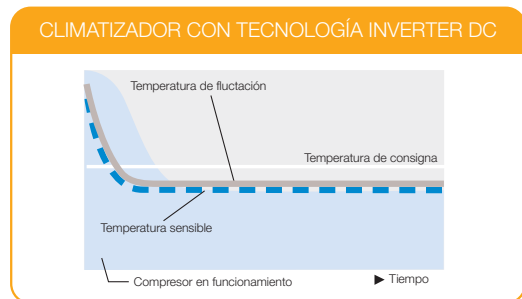 CLIMATIZADOR CON TECNOLOGÍA INVERTER DC
Temperatura de fluctación
Temperatura de consigna
Temperatura sensible
Compresor en funcionamiento
▶ Tiempo